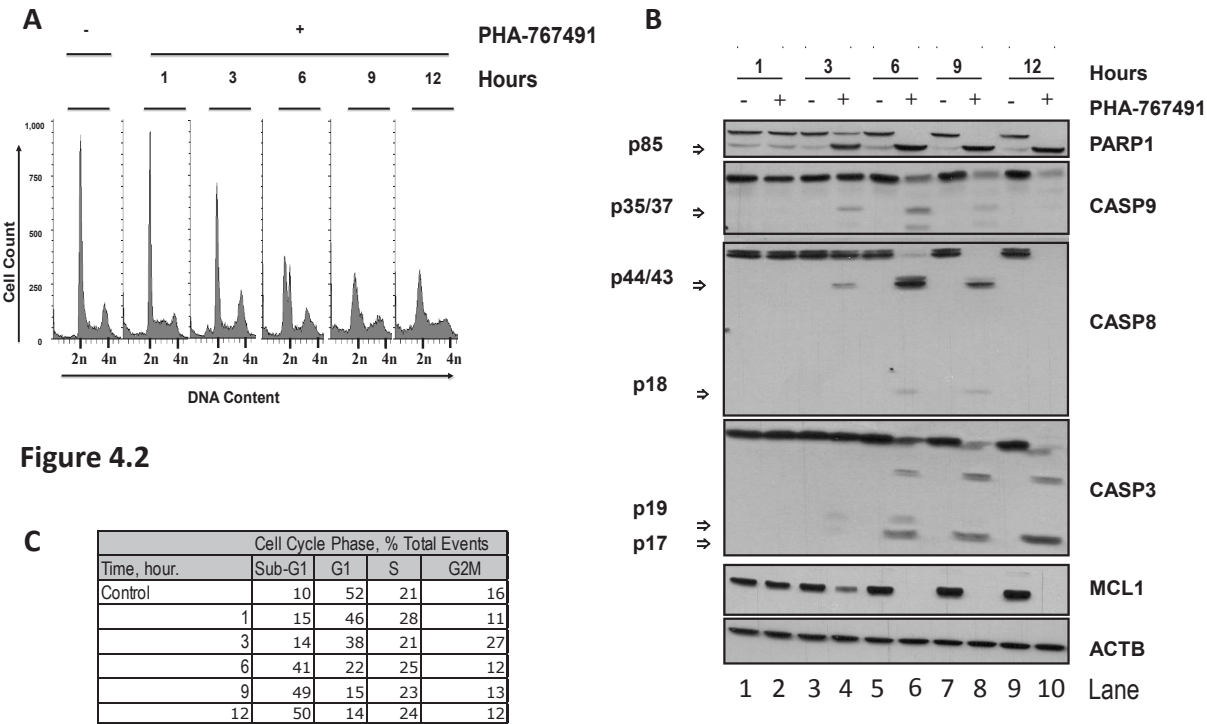 A
- +
PHA-767491
1 3 6 9 12
Hours
1,000
750
500
250
0
Cell Count
2n 4n 2n 4n 2n 4n 2n 4n 2n 4n 2n 4n
DNA Content
Figure 4.2
B
1 3 6 9 12
Hours
- + - + - + - + - +
PHA-767491
p85 ⇒ PARP1
p35/37 ⇒ CASP9
p44/43 ⇒
CASP8
p18 ⇒
CASP3
p19 ⇒
p17 ⇒
MCL1
ACTB
1 2 3 4 5 6 7 8 9 10 Lane
C
Cell Cycle Phase, % Total Events
Time, hour. Sub-G1 G1 S G2M
Control 10 52 21 16
1 15 46 28 11
3 14 38 21 27
6 41 22 25 12
9 49 15 23 13
12 50 14 24 12